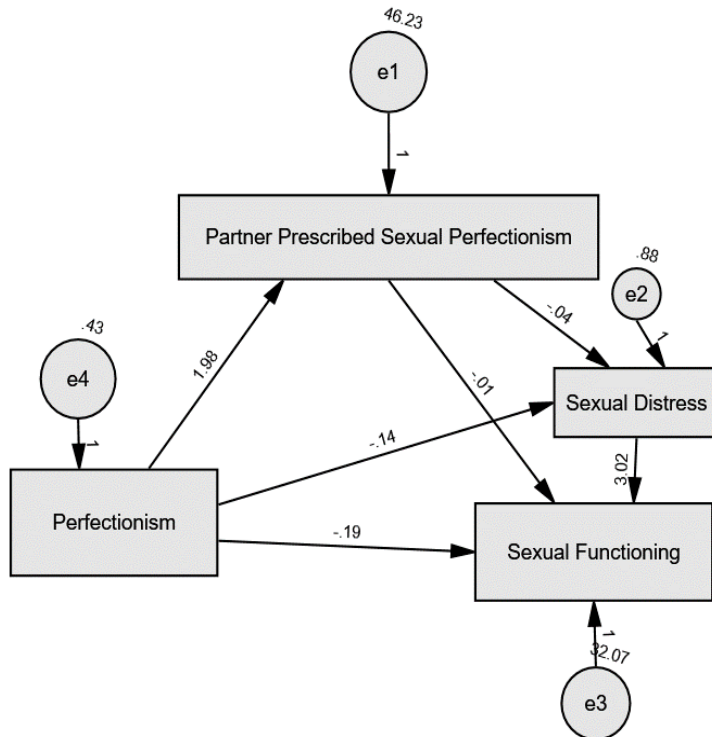 46.23
e1
1
Partner Prescribed Sexual Perfectionism
.88
e2
1
-.04
.43
e4
1
1.98
-.01
Sexual Distress
-.14
3.02
Perfectionism
-.19
Sexual Functioning
1
32.07
e3